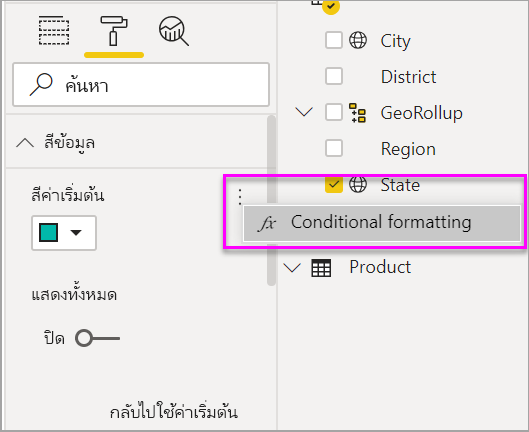 ค้นหา
สีข้อมูล
สีค่าเริ่มต้น
แสดงทั้งหมด
ปิด
กลับไปใช้ค่าเริ่มต้น
City
District
GeoRollup
Region
State
fx Conditional formatting
Product